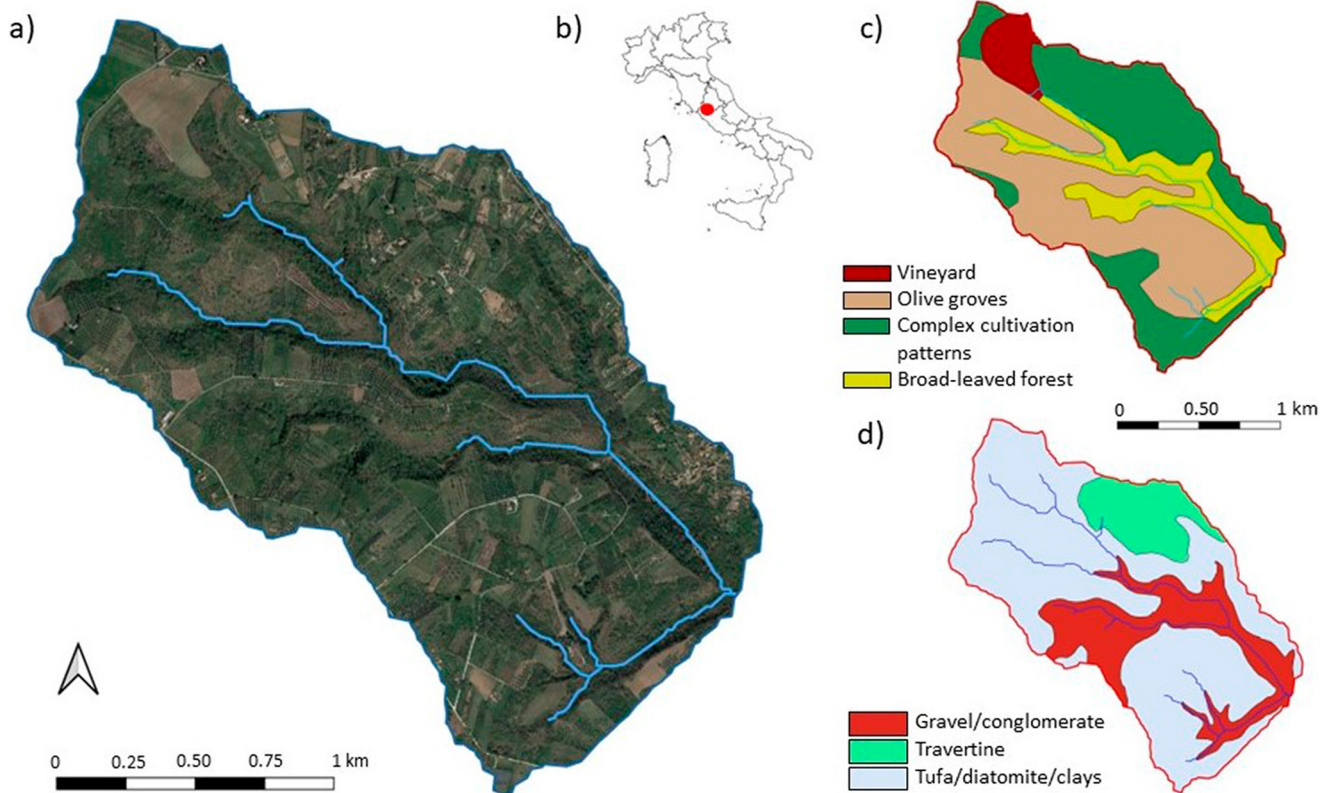 a)
b)
c)
Vineyard
Olive groves
Complex cultivation
patterns
Broad-leaved forest
0 0.50 1 km
d)
Gravel/conglomerate
Travertine
Tufa/diatomite/clays
0 0.25 0.50 0.75 1 km